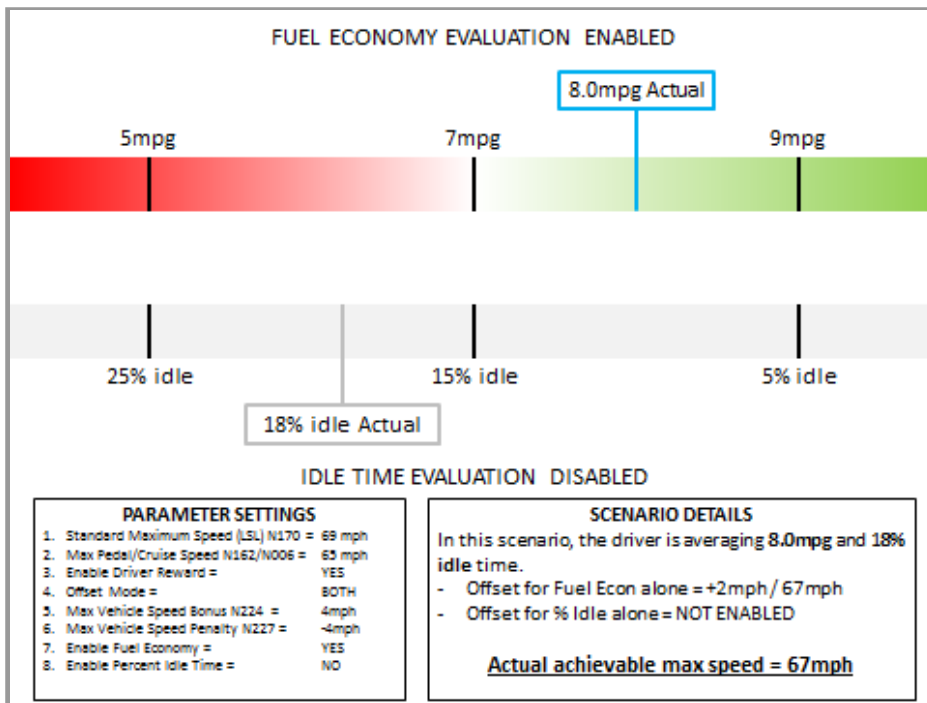 FUEL ECONOMY EVALUATION ENABLED
8.0mpg Actual
5mpg 7mpg 9mpg
25% idle 15% idle 5% idle
18% idle Actual
IDLE TIME EVALUATION DISABLED
PARAMETER SETTINGS
1. Standard Maximum Speed (LSL) N170 = 69 mph
2. Max Pedal/Cruise Speed N162/N006 = 65 mph
3. Enable Driver Reward = YES
4. Offset Mode = BOTH
5. Max Vehicle Speed Bonus N224 = 4mph
6. Max Vehicle Speed Penalty N227 = -4mph
7. Enable Fuel Economy = YES
8. Enable Percent Idle Time = NO
SCENARIO DETAILS
In this scenario, the driver is averaging 8.0mpg and 18%
idle time.
- Offset for Fuel Econ alone = +2mph / 67mph
- Offset for % Idle alone = NOT ENABLED
Actual achievable max speed = 67mph